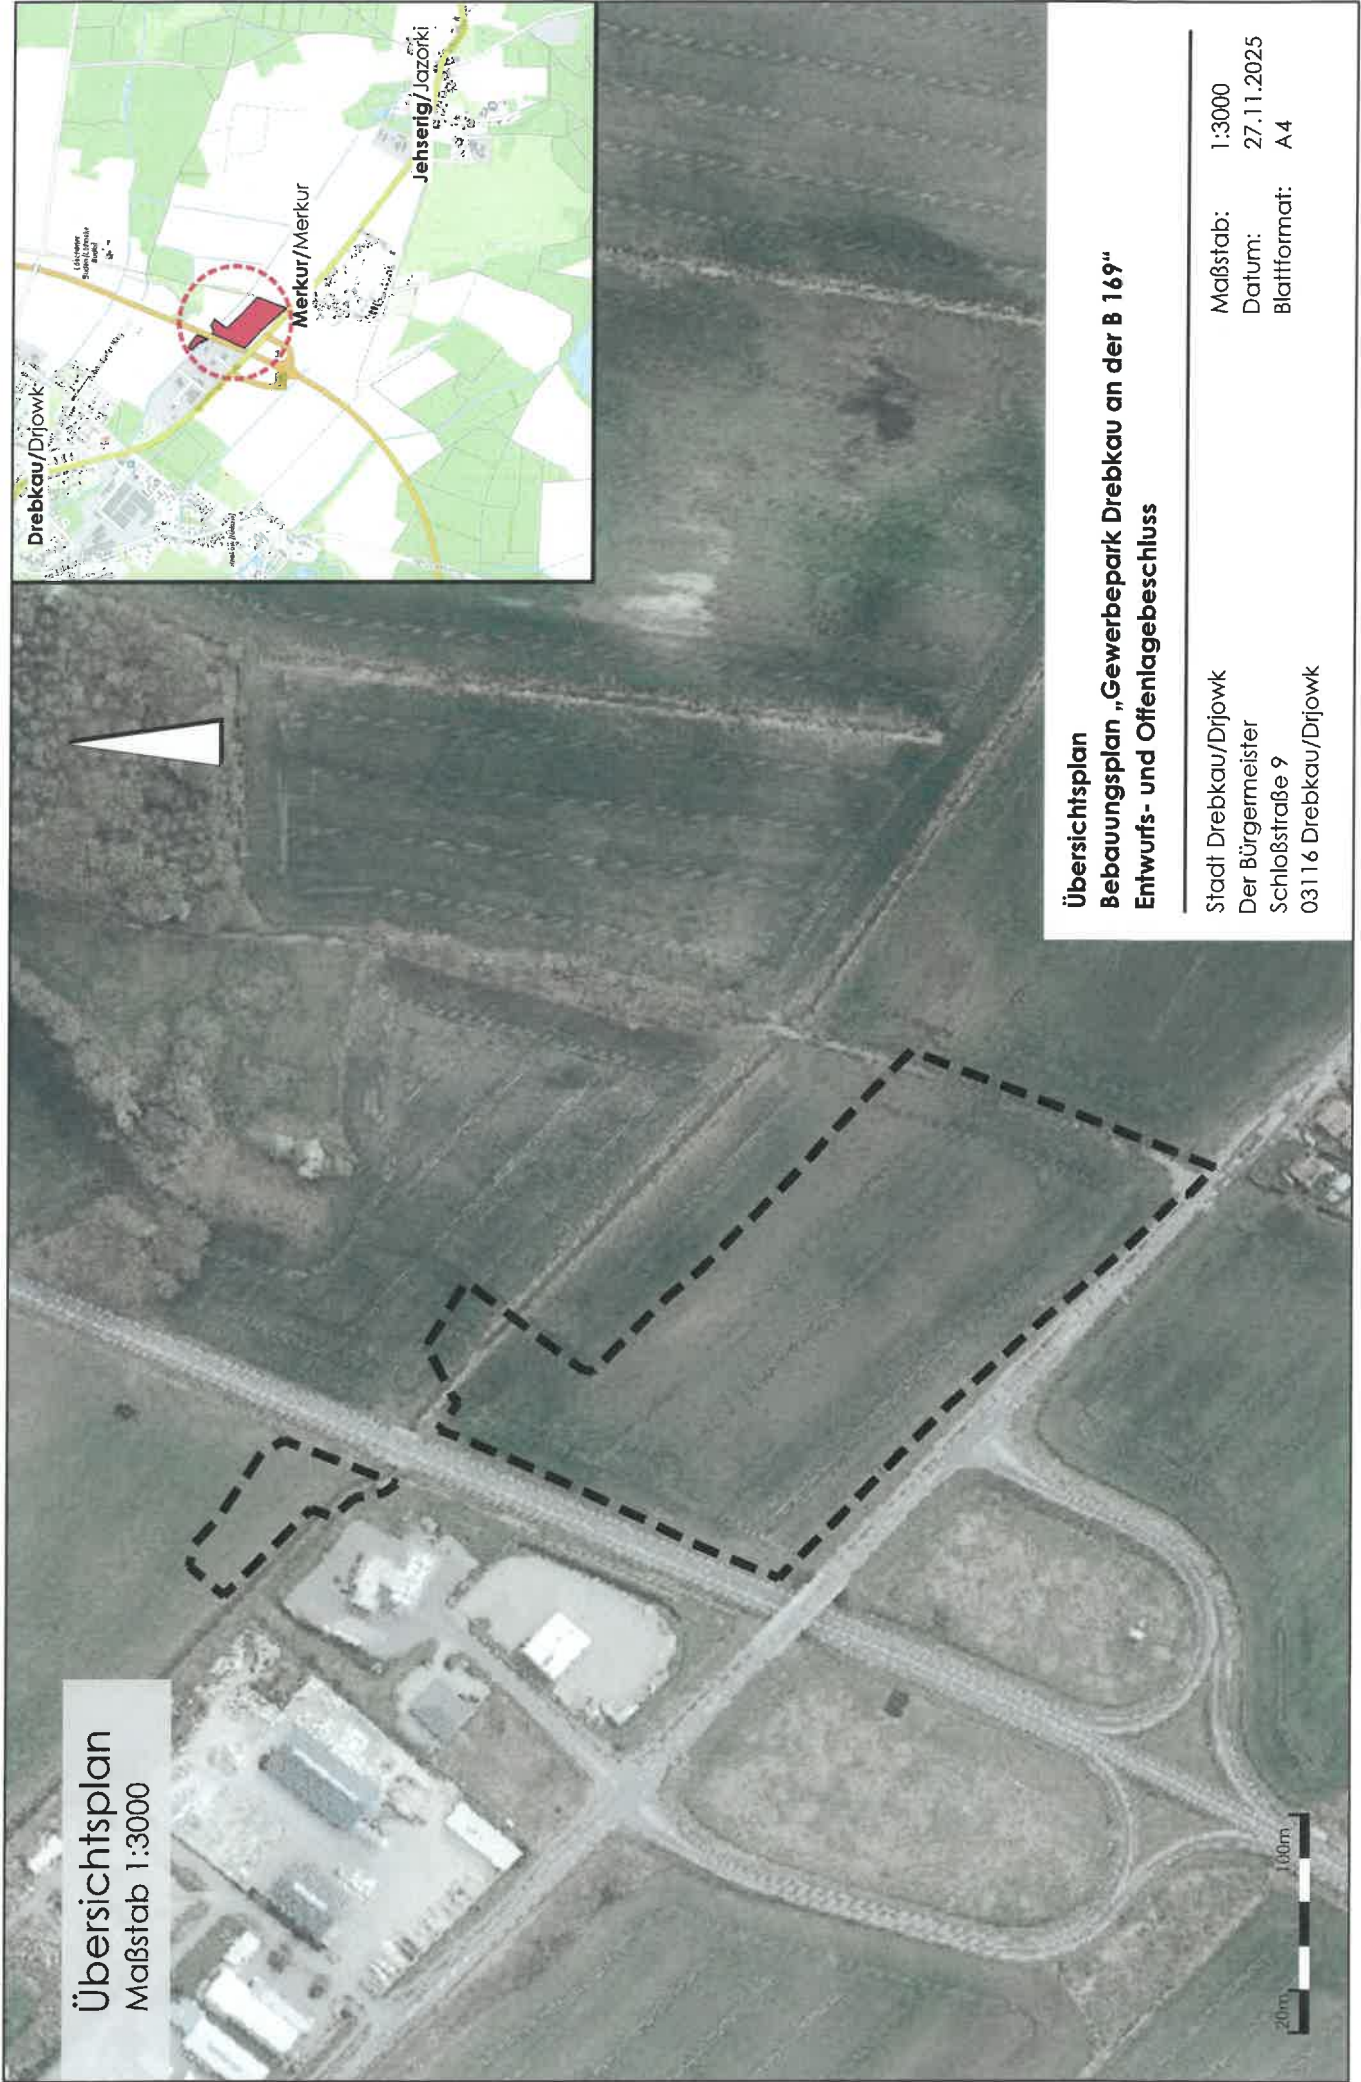 Übersichtsplan
Maßstab 1:3000
Drebkau/Drjowk
Merkur/Merkur
Jehserig/Jazorki
20m
100m
Übersichtsplan
Bebauungsplan „Gewerbepark Drebkau an der B 169“
Entwurfs- und Offenlagebeschluss
Stadt Drebkau/Drjowk
Der Bürgermeister
Schloßstraße 9
03116 Drebkau/Drjowk
Maßstab: 1:3000
Datum: 27.11.2025
Blattformat: A4